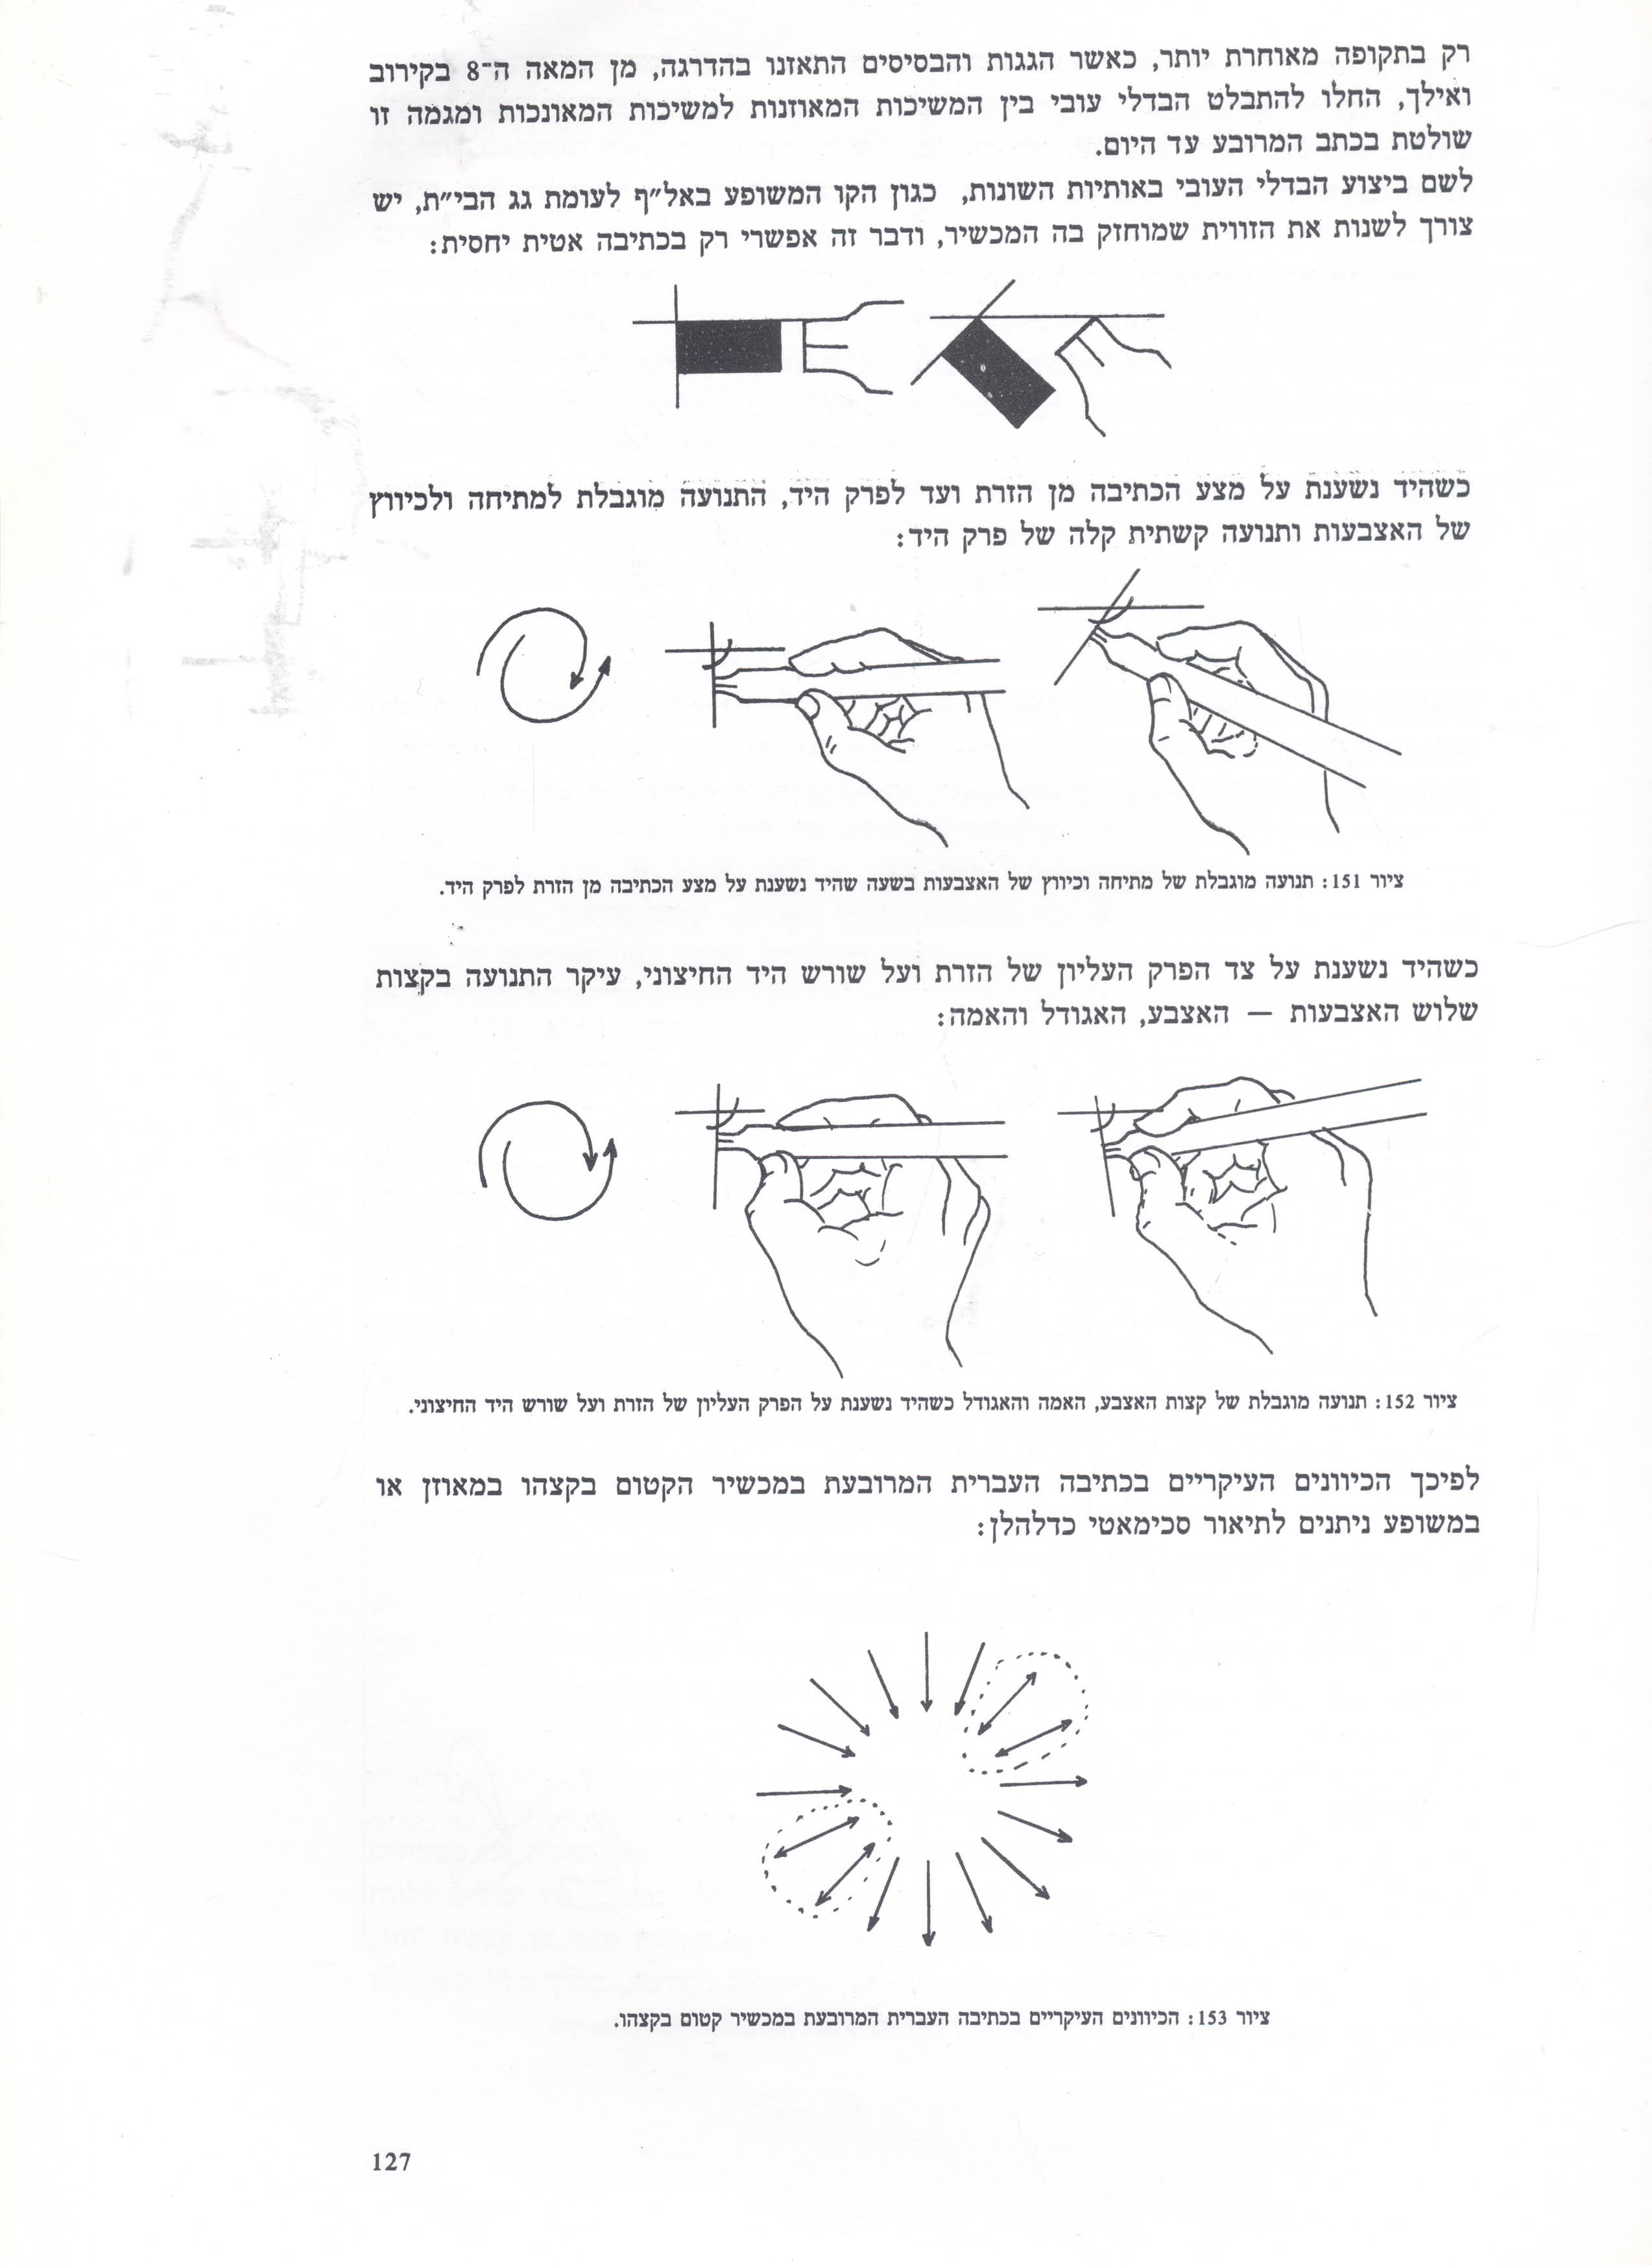 רק בתקופה מאוחרת יותר, כאשר הגגות והבסיסים התאזנו בהדרגה, מן המאה ה־8 בקירוב
ואילך, החלו להתבלט הבדלי עובי בין המשיכות המאוזנות למשיכות המאונכות ומגמה זו
שולטת בכתב המרובע עד היום.
לשם ביצוע הבדלי העובי באותיות השונות, כגון הקו המשופע באל״ף לעומת גג הבי״ת, יש
צורך לשנות את הזווית שמוחזק בה המכשיר, ודבר זה אפשרי רק בכתיבה אטית יחסית:
כשהיד נשענת על מצע הכתיבה מן הזרת ועד לפרק היד, התנועה מוגבלת למתיחה ולכיווץ
של האצבעות ותנועה קשתית קלה של פרק היד:
ציור 151: תנועה מוגבלת של מתיחה וכיווץ של האצבעות בשעה שהיד נשענת על מצע הכתיבה מן הזרת לפרק היד.
כשהיד נשענת על צד הפרק העליון של הזרת ועל שורש היד החיצוני, עיקר התנועה בקצות
שלוש האצבעות — האצבע, האגודל והאמה:
ציור 152: תנועה מוגבלת של קצות האצבע, האמה והאגודל כשהיד נשענת על הפרק העליון של הזרת ועל שורש היד החיצוני.
לפיכך הכיוונים העיקריים בכתיבה העברית המרובעת במכשיר הקטום בקצהו במאוזן או
במשופע ניתנים לתיאור סכימאטי כדלהלן:
ציור 153: הכיוונים העיקריים בכתיבה העברית המרובעת במכשיר קטום בקצהו.
127